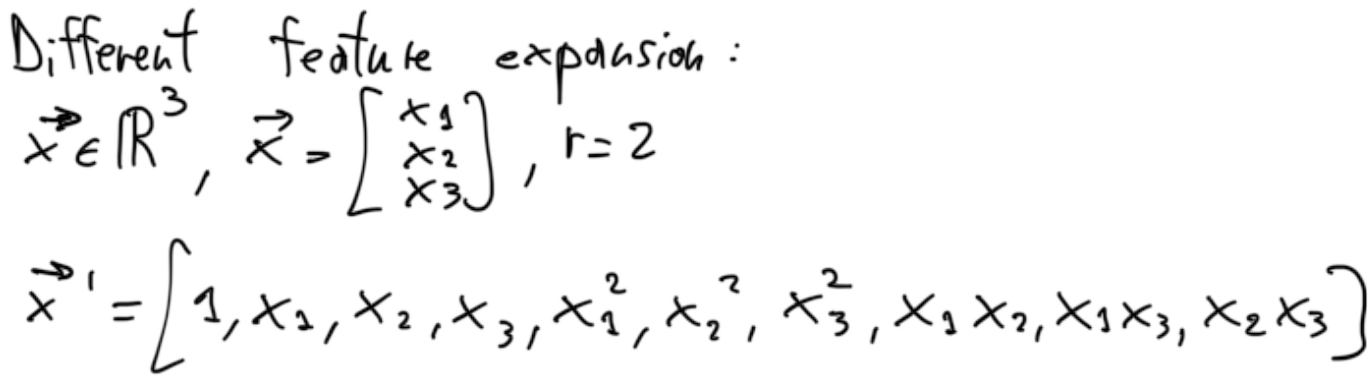 Different feature expansion:
$\vec{x} \in \mathbb{R}^3, \vec{x} = \begin{bmatrix} x_1 \\ x_2 \\ x_3 \end{bmatrix}, r = 2$
$\vec{x}' = [1, x_1, x_2, x_3, x_1^2, x_2^2, x_3^2, x_1 x_2, x_1 x_3, x_2 x_3]$